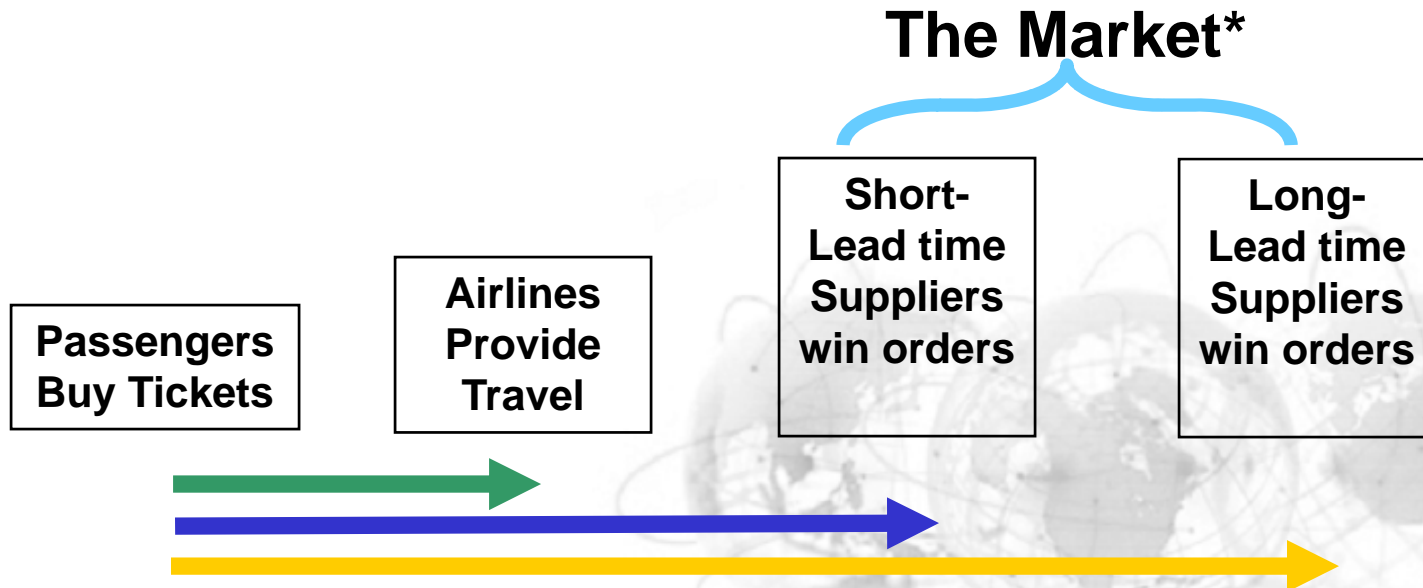 The Market*
Passengers
Buy Tickets
Airlines
Provide
Travel
Short-
Lead time
Suppliers
win orders
Long-
Lead time
Suppliers
win orders